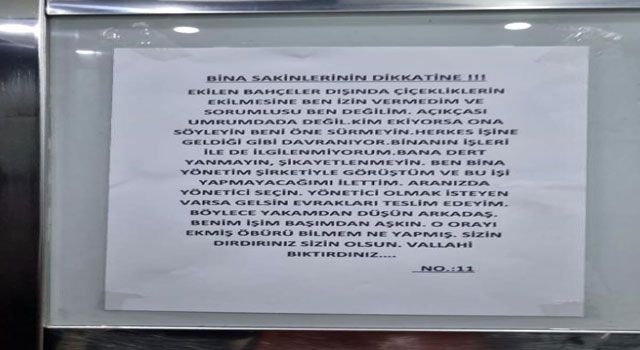 BİNA SAKİNLERİNİN DİKKATİNE !!!
EKİLEN BAHÇELER DIŞINDA ÇİÇEKLİKLERİN
EKİLMESİNE BEN İZİN VERMEDİM VE
SORUMLUSU BEN DEĞİLİM. AÇIKÇASI
UMRUMDADA DEĞİL.KİM EKİYORSA ONA
SÖYLEYİN BENİ ÖNE SÜRMEYİN.HERKES İŞİNE
GELDİĞİ GİBİ DAVRANIYOR.BİNANIN İŞLERİ
İLE DE İLGİLENMİYORUM.BANA DERT
YANMAYIN, ŞİKAYETLENMEYİN. BEN BİNA
YÖNETİM ŞİRKETİYLE GÖRÜŞTÜM VE BU İŞİ
YAPMAYACAĞIMI İLETTİM. ARANIZDA
YÖNETİCİ SEÇİN. YÖNETİCİ OLMAK İSTEYEN
VARSA GELSİN EVRAKLARI TESLİM EDEYİM.
BÖYLECE YAKAMDAN DÜŞÜN ARKADAŞ.
BENİM İŞİM BAŞIMDAN AŞKIN. O ORAYI
EKMİŞ ÖBÜRÜ BİLMEM NE YAPMIŞ. SİZİN
DIRDIRINIZ SİZİN OLSUN. VALLAHİ
BIKTIRDINIZ....
NO.:11